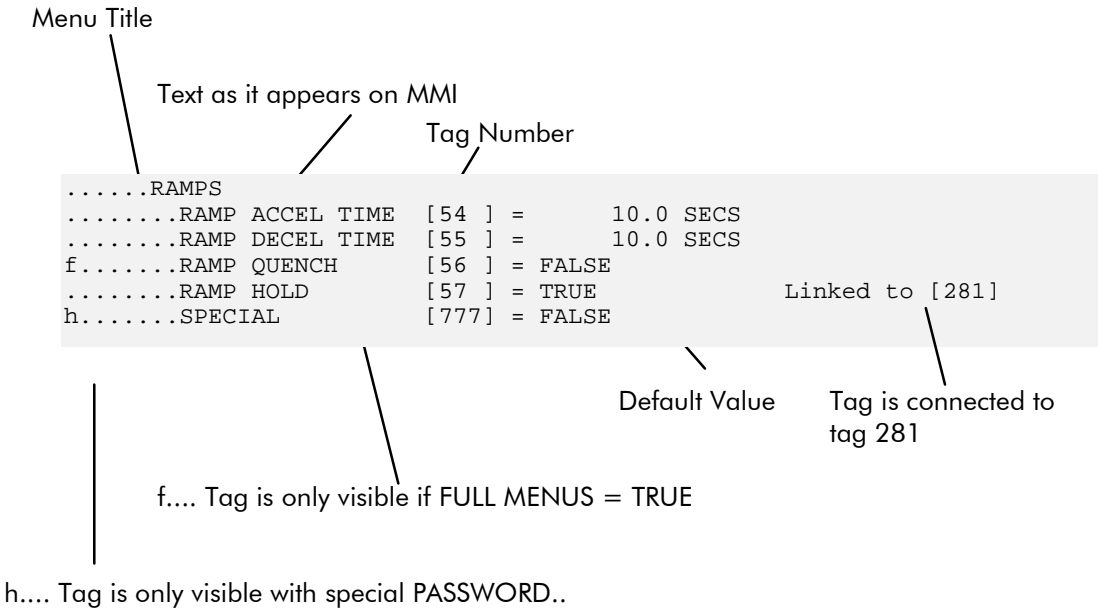 Menu Title
Text as it appears on MMI
Tag Number
......RAMPS
........RAMP ACCEL TIME [54 ] = 10.0 SECS
........RAMP DECEL TIME [55 ] = 10.0 SECS
f.......RAMP QUENCH [56 ] = FALSE
........RAMP HOLD [57 ] = TRUE Linked to [281]
h.......SPECIAL [777] = FALSE
Default Value
Tag is connected to
tag 281
f.... Tag is only visible if FULL MENUS = TRUE
h.... Tag is only visible with special PASSWORD..